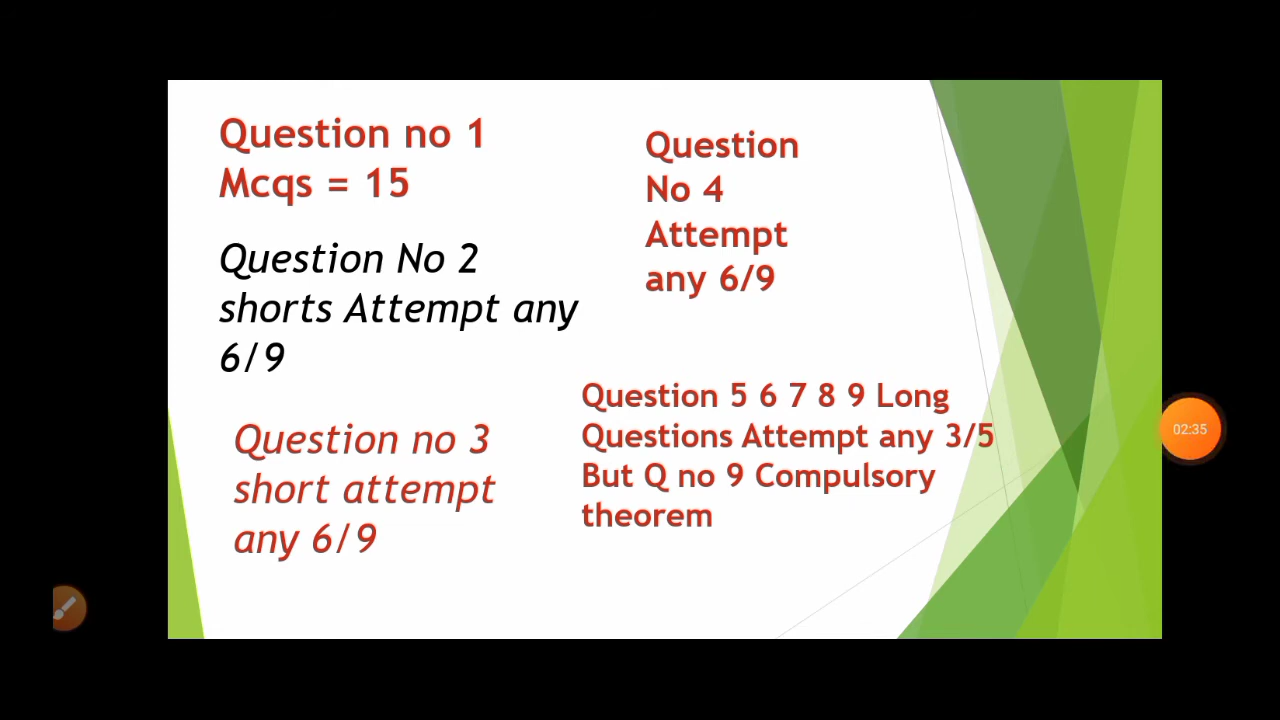 Question no 1
Mcqs = 15
Question No 2
shorts Attempt any
6/9
Question no 3
short attempt
any 6/9
Question
No 4
Attempt
any 6/9
Question 5 6 7 8 9 Long
Questions Attempt any 3/5
But Q no 9 Compulsory
theorem
02:35